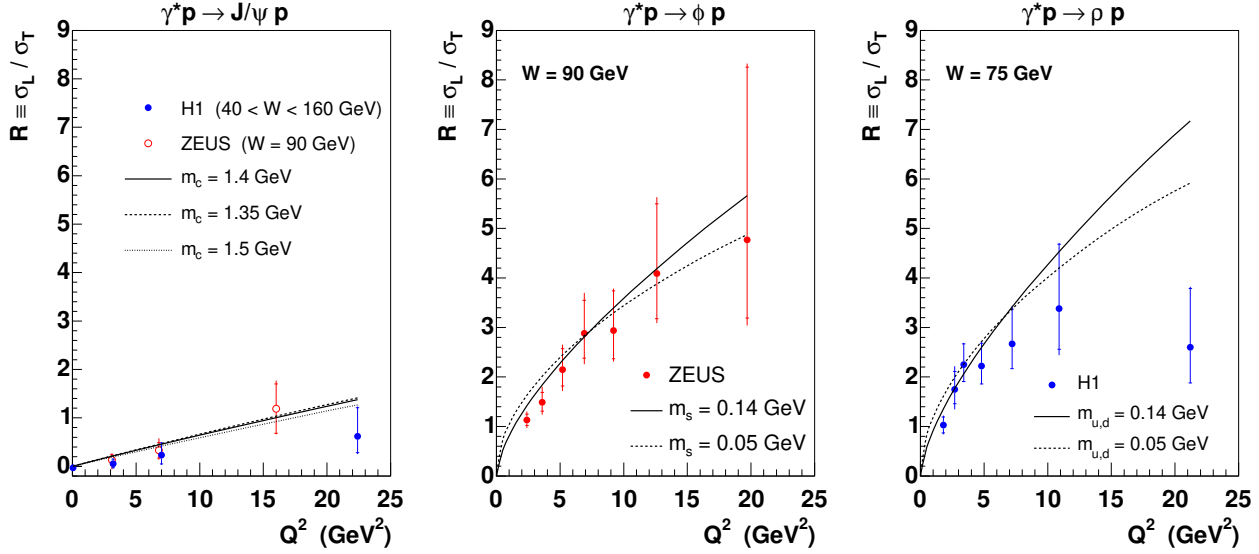 γ*p → J/ψ p
R ≡ σL / σT
9
8
7
6
5
4
3
2
1
0
H1 (40 < W < 160 GeV)
ZEUS (W = 90 GeV)
mc = 1.4 GeV
mc = 1.35 GeV
mc = 1.5 GeV
0 5 10 15 20 25
Q² (GeV²)
γ*p → φ p
R ≡ σL / σT
9
8
7
6
5
4
3
2
1
0
W = 90 GeV
ZEUS
ms = 0.14 GeV
ms = 0.05 GeV
0 5 10 15 20 25
Q² (GeV²)
γ*p → ρ p
R ≡ σL / σT
9
8
7
6
5
4
3
2
1
0
W = 75 GeV
H1
mu,d = 0.14 GeV
mu,d = 0.05 GeV
0 5 10 15 20 25
Q² (GeV²)